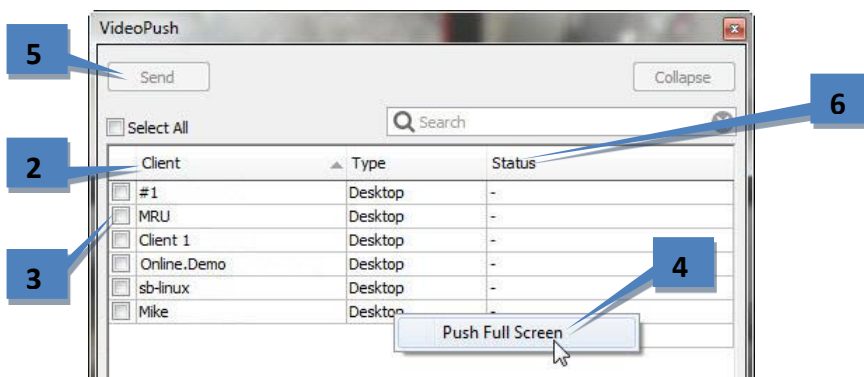 VideoPush
5
Send
Collapse
6
Select All
Search
2
Client Type Status
#1 Desktop -
MRU Desktop -
3
Client 1 Desktop -
4
Online.Demo Desktop -
sb-linux Desktop -
Mike Desktop -
Push Full Screen